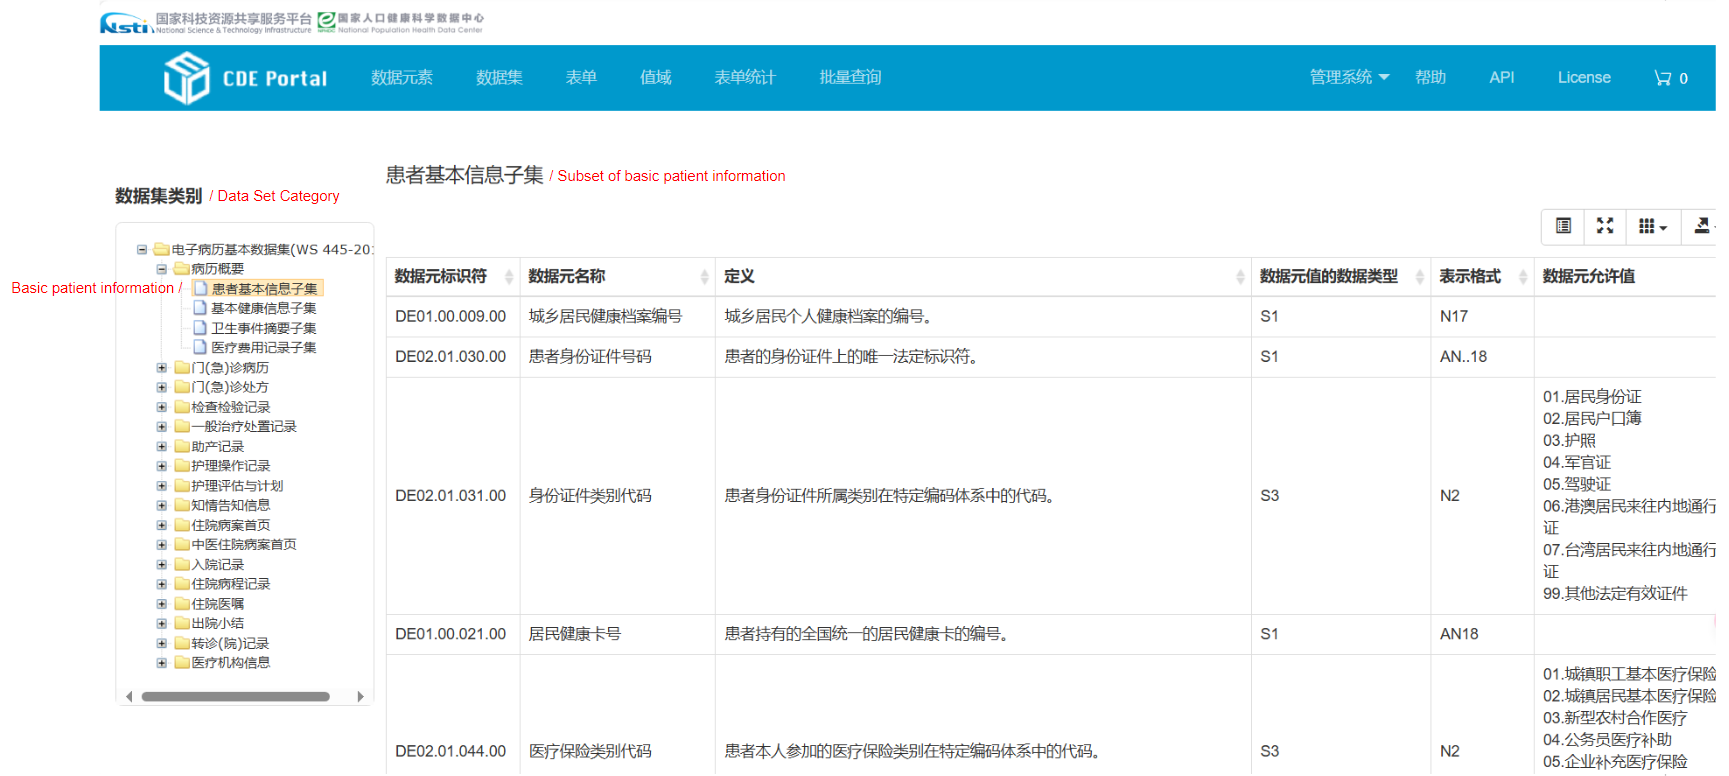 Nsti 国家科技资源共享服务平台 国家人口健康科学数据中心
National Science & Technology Infrastructure National Population Health Data Center
CDE Portal 数据元素 数据集 表单 值域 表单统计 批量查询 管理系统 帮助 API License 0
患者基本信息子集 / Subset of basic patient information
数据集类别 / Data Set Category
电子病历基本数据集(WS 445-201
病历概要
Basic patient information / 患者基本信息子集
基本健康信息子集
卫生事件摘要子集
医疗费用记录子集
门(急)诊病历
门(急)诊处方
检查检验记录
一般治疗处置记录
助产记录
护理操作记录
护理评估与计划
知情告知信息
住院病案首页
中医住院病案首页
入院记录
住院病程记录
住院医嘱
出院小结
转诊(院)记录
医疗机构信息
数据元标识符 数据元名称 定义 数据元值的数据类型 表示格式 数据元允许值
DE01.00.009.00 城乡居民健康档案编号 城乡居民个人健康档案的编号。 S1 N17
DE02.01.030.00 患者身份证件号码 患者的身份证件上的唯一法定标识符。 S1 AN..18
DE02.01.031.00 身份证件类别代码 患者身份证件所属类别在特定编码体系中的代码。 S3 N2
01.居民身份证
02.居民户口簿
03.护照
04.军官证
05.驾驶证
06.港澳居民来往内地通行
证
07.台湾居民来往内地通行
证
99.其他法定有效证件
DE01.00.021.00 居民健康卡号 患者持有的全国统一的居民健康卡的编号。 S1 AN18
DE02.01.044.00 医疗保险类别代码 患者本人参加的医疗保险类别在特定编码体系中的代码。 S3 N2
01.城镇职工基本医疗保险
02.城镇居民基本医疗保险
03.新型农村合作医疗
04.公务员医疗补助
05.企业补充医疗保险